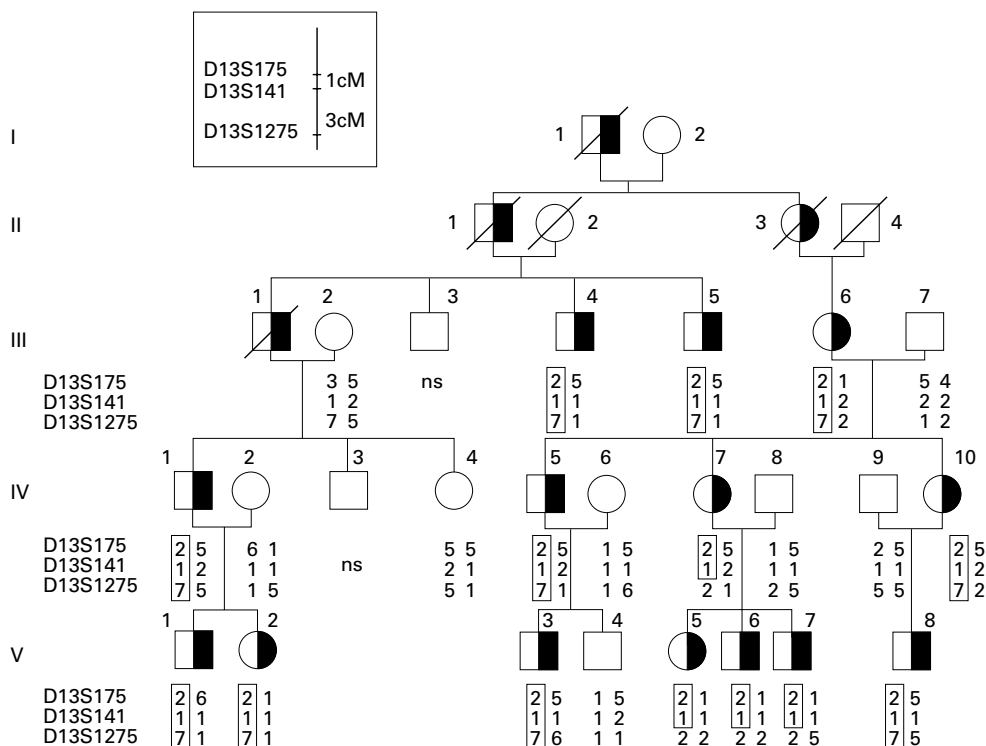 D13S175
D13S141 1cM
D13S1275 3cM
I 1 2
II 1 2 3 4
1 2 3 4 5 6 7
III
D13S175 3 5 ns 2 5 2 5 2 1 5 4
D13S141 1 2 1 1 1 1 1 2 2 2
D13S1275 7 5 7 1 7 1 7 2 1 2
1 2 3 4 5 6 7 8 9 10
IV
D13S175 2 5 6 1 5 5 2 5 1 5 2 5 1 5 2 5 2 5
D13S141 1 2 1 1 ns 2 1 1 2 1 1 1 2 1 1 1 1 1 2
D13S1275 7 5 1 1 5 1 7 1 1 6 2 1 2 5 5 5 7 2
1 2 3 4 5 6 7 8
V
D13S175 2 6 2 1 2 5 1 5 2 1 2 1 2 1 2 5
D13S141 1 1 1 1 1 1 1 2 1 1 1 1 1 1 1 1
D13S1275 7 1 7 1 7 6 1 1 2 2 2 2 2 5 7 5